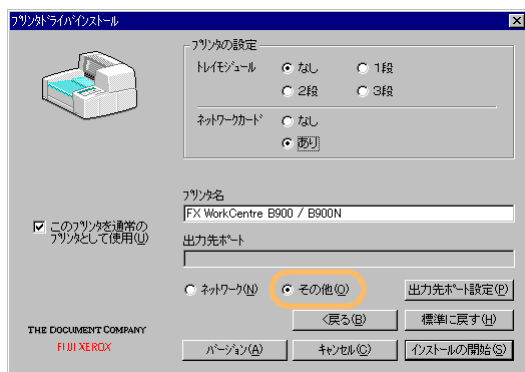 プリンタドライバインストール
プリンタの設定
トレイモジュール なし 1段
2段 3段
ネットワークカード なし
あり
プリンタ名
FX WorkCentre B900 / B900N
このプリンタを通常の
プリンタとして使用(U)
出力先ポート
ネットワーク(N) その他(O) 出力先ポート設定(P)
<戻る(B) 標準に戻す(H)
THE DOCUMENT COMPANY
FUJI XEROX
バージョン(A) キャンセル(C) インストールの開始(S)